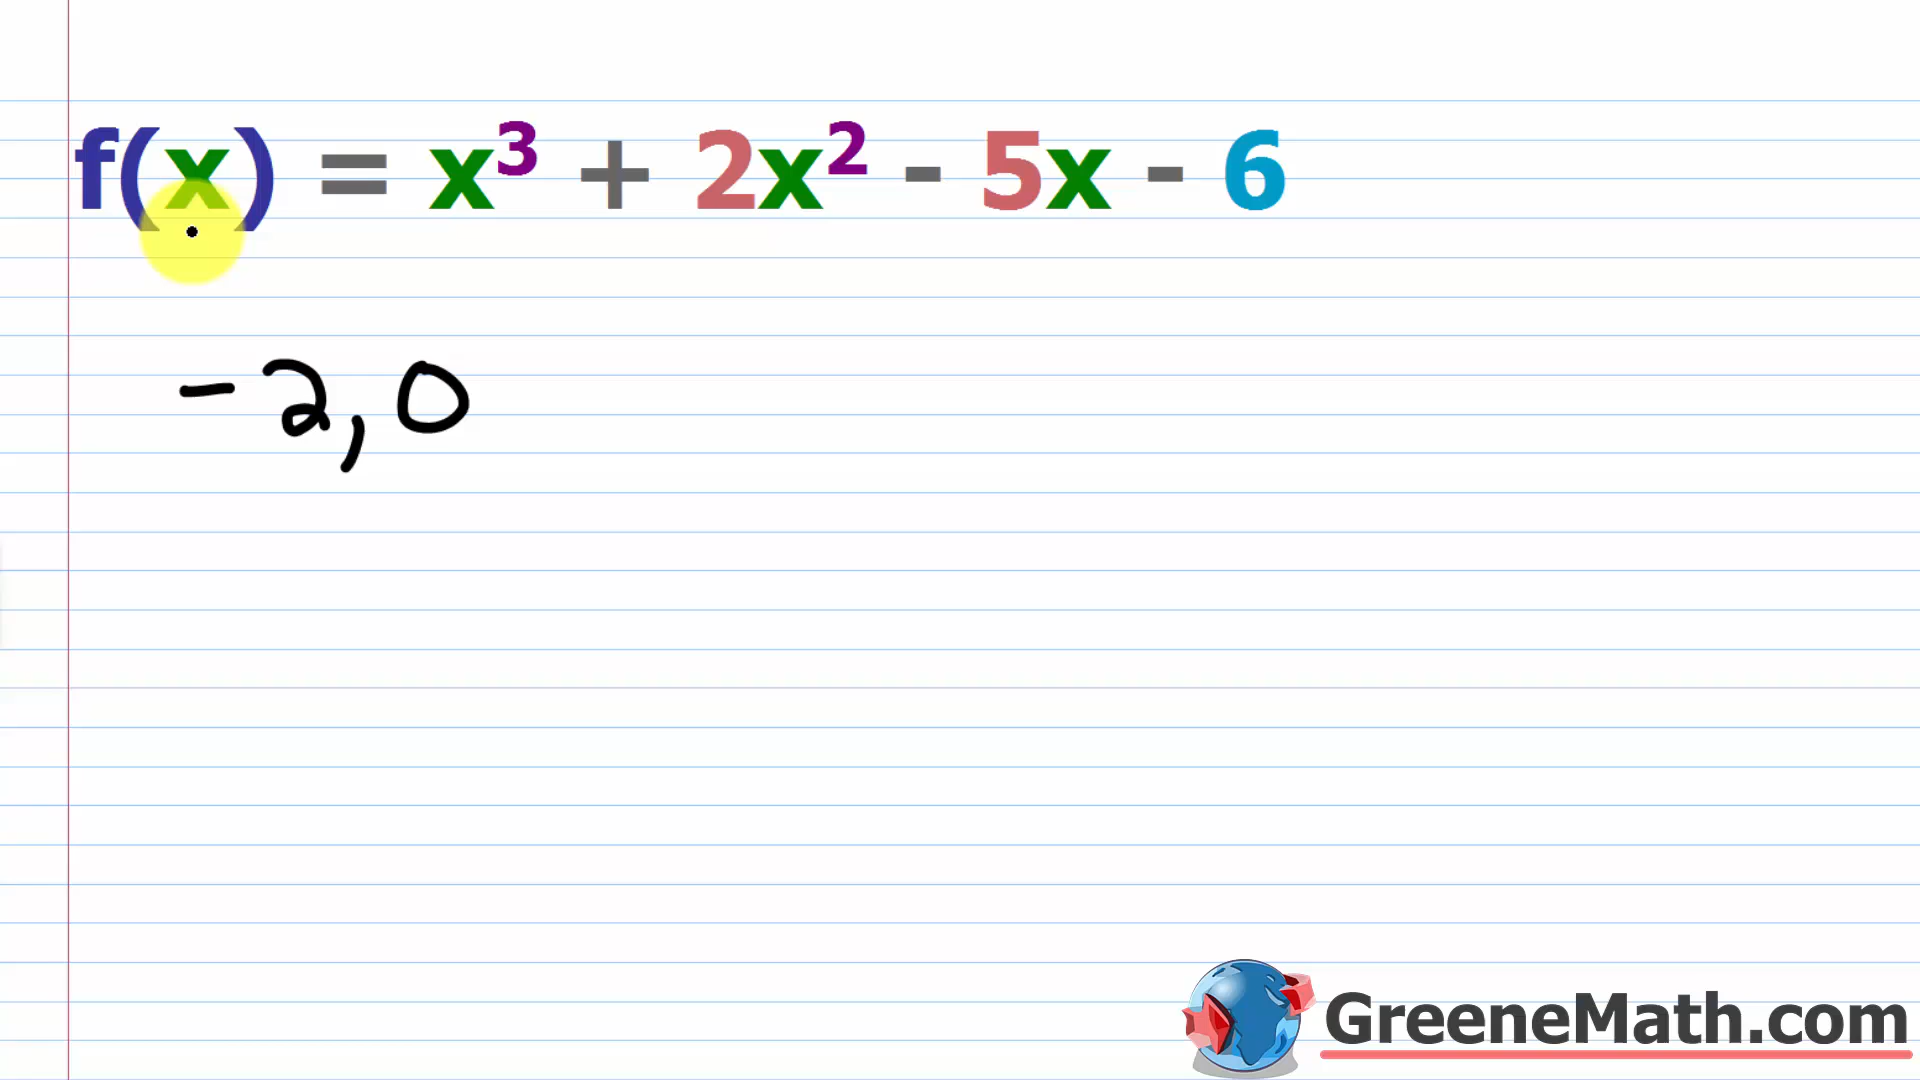 f(x) = x³ + 2x² - 5x - 6
-2, 0
GreeneMath.com